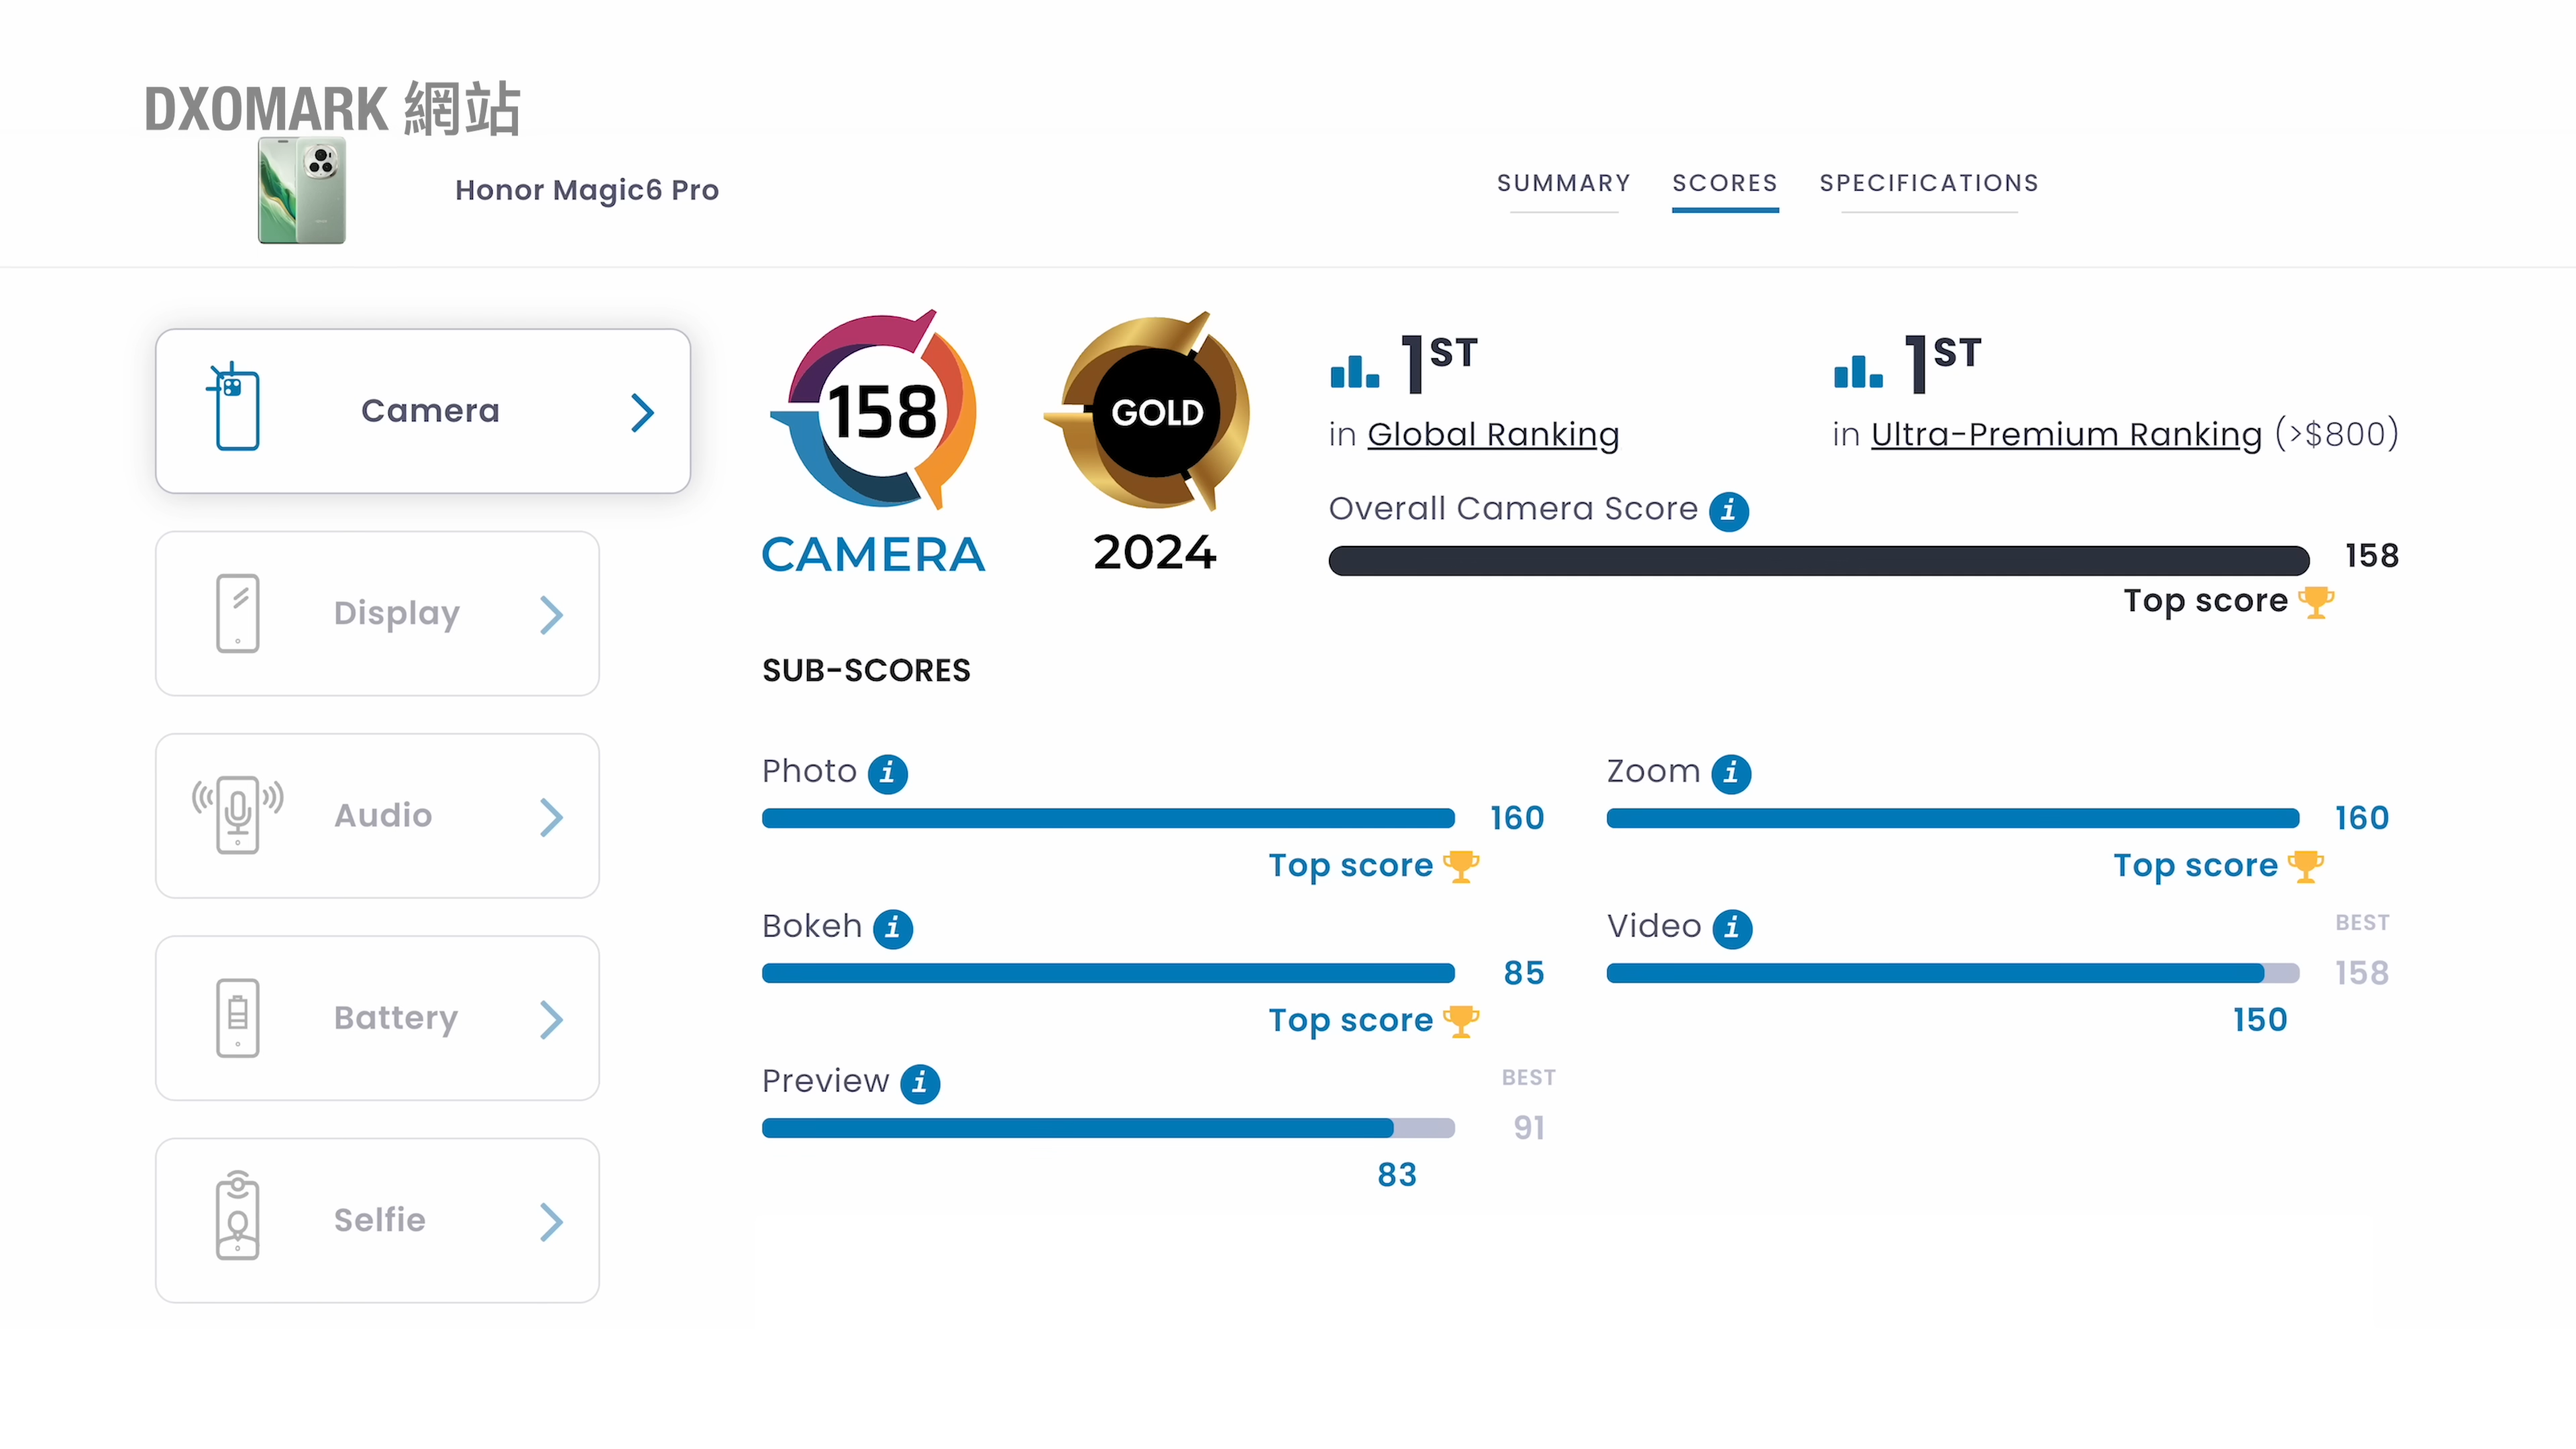 DXOMARK 網站
Honor Magic6 Pro
SUMMARY SCORES SPECIFICATIONS
Camera
Display
Audio
Battery
Selfie
158
CAMERA
GOLD
2024
1ST
in Global Ranking
1ST
in Ultra-Premium Ranking (>$800)
Overall Camera Score i
158
Top score
SUB-SCORES
Photo i
160
Top score
Zoom i
160
Top score
Bokeh i
85
Top score
Video i
BEST
158
150
Preview i
BEST
91
83